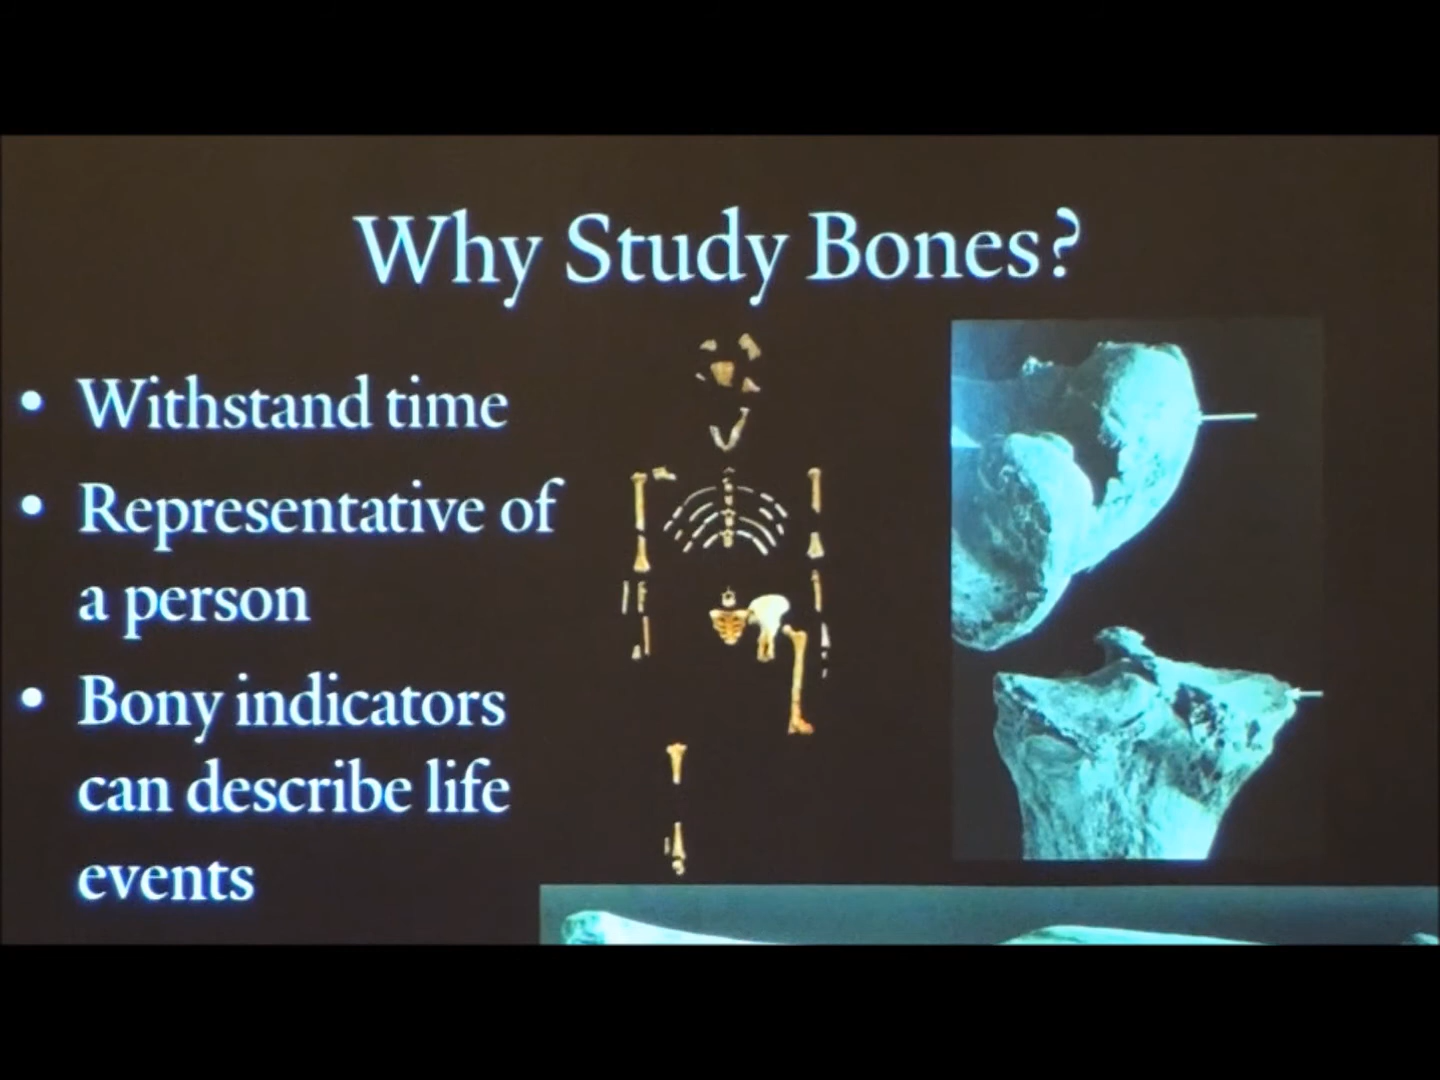 Why Study Bones?
• Withstand time
• Representative of
a person
• Bony indicators
can describe life
events